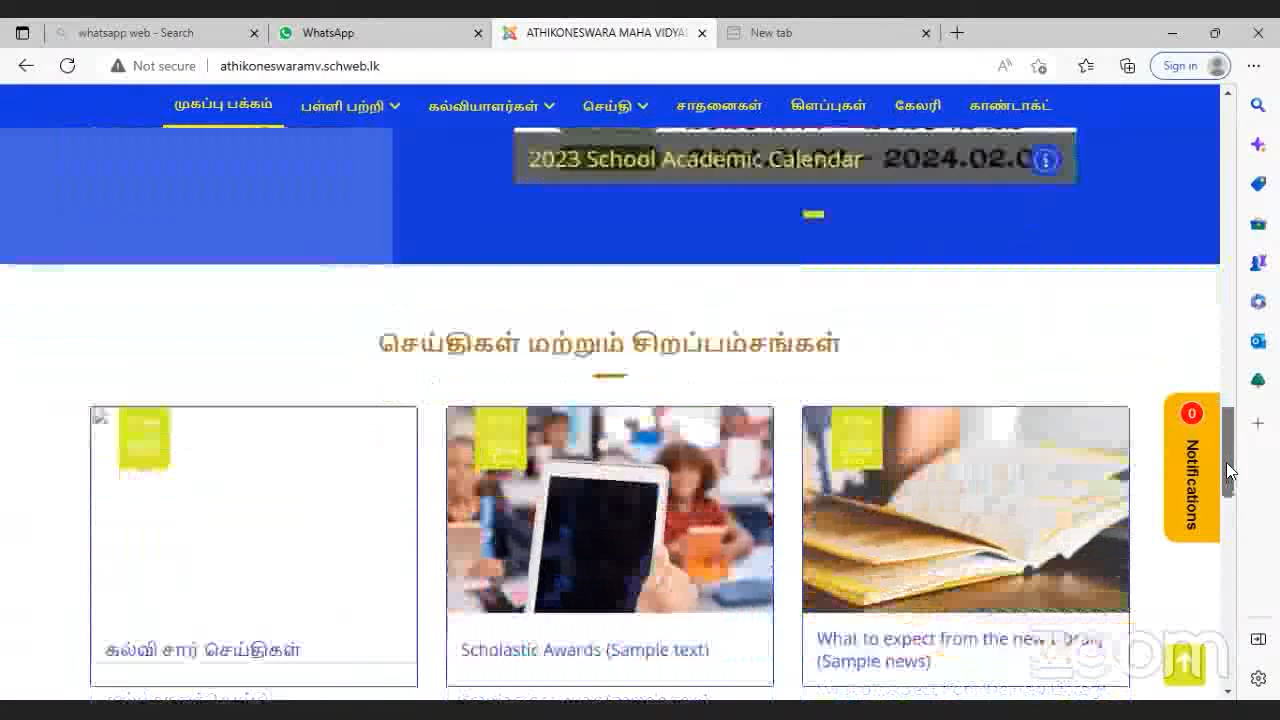 whatsapp web - Search
WhatsApp
ATHIKONESWARA MAHA VIDYA
New tab
Not secure
athikoneswaramv.schweb.lk
Sign in
முகப்பு பக்கம்
பள்ளி பற்றி
கல்வியாளர்கள்
செய்தி
சாதனைகள்
கிளப்புகள்
கேலரி
காண்டாக்ட்
2023 School Academic Calendar
2024.02.0
செய்திகள் மற்றும் சிறப்பம்சங்கள்
0
Notifications
கல்வி சார் செய்திகள்
Scholastic Awards (Sample text)
What to expect from the new Library
(Sample news)
zoom